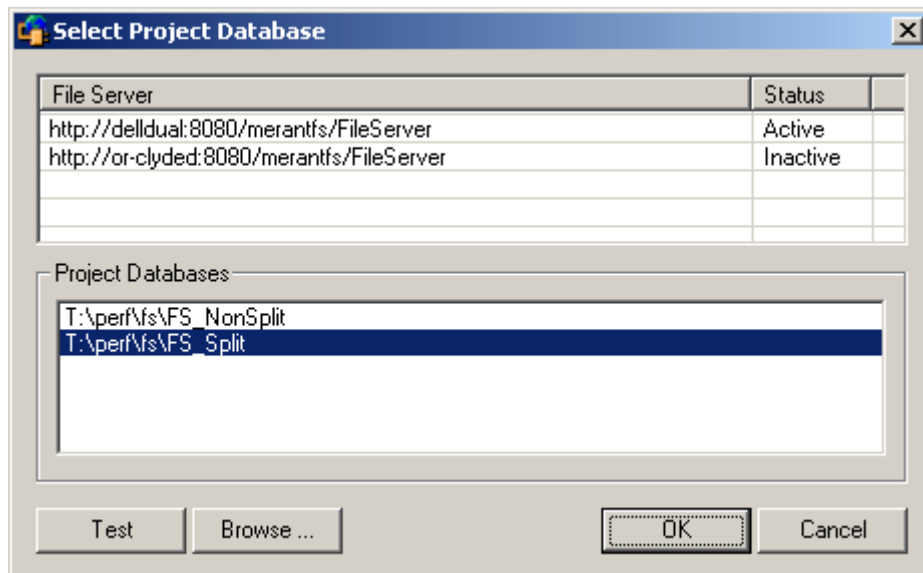 Select Project Database
File Server Status
http://delldual:8080/merantfs/FileServer Active
http://or-clyded:8080/merantfs/FileServer Inactive
Project Databases
T:\perf\fs\FS_NonSplit
T:\perf\fs\FS_Split
Test Browse ... OK Cancel